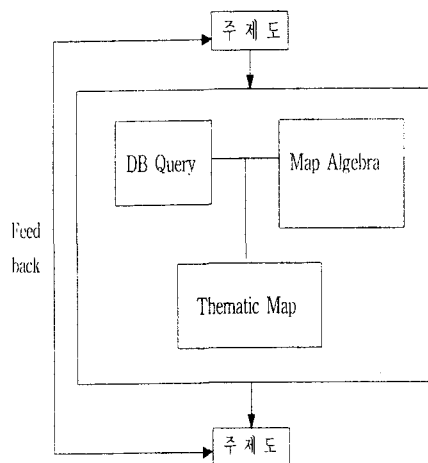 주 제 도
DB Query
Map Algebra
Feed
back
Thematic Map
주 제 도